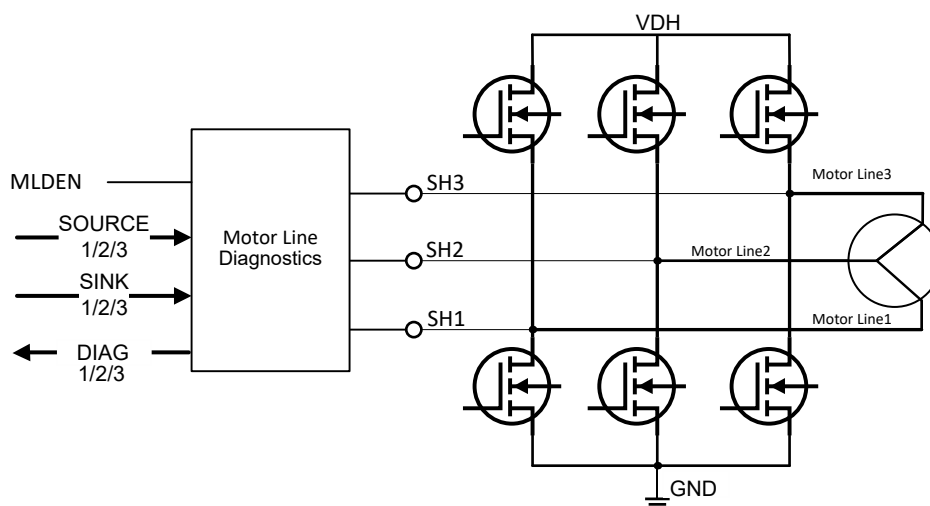 VDH
MLDEN
SOURCE
1/2/3
SINK
1/2/3
DIAG
1/2/3
Motor Line
Diagnostics
SH3
SH2
SH1
Motor Line3
Motor Line2
Motor Line1
GND